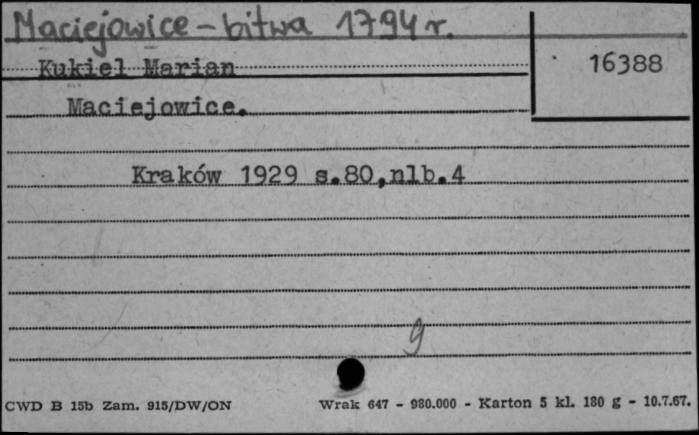 Maciejowice - bitwa 1794 r.
Kukiel Marian
16388
Maciejowice.
Kraków 1929 s.80,nlb.4
9
CWD B 15b Zam. 915/DW/ON
Wrak 647 - 980.000 - Karton 5 kl. 180 g - 10.7.67.